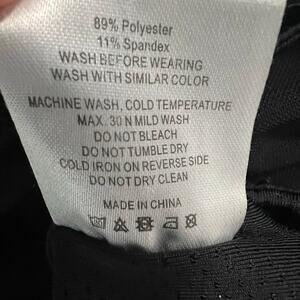 89% Polyester
11% Spandex
WASH BEFORE WEARING
WASH WITH SIMILAR COLOR
MACHINE WASH, COLD TEMPERATURE
MAX. 30 N MILD WASH
DO NOT BLEACH
DO NOT TUMBLE DRY
COLD IRON ON REVERSE SIDE
DO NOT DRY CLEAN
MADE IN CHINA